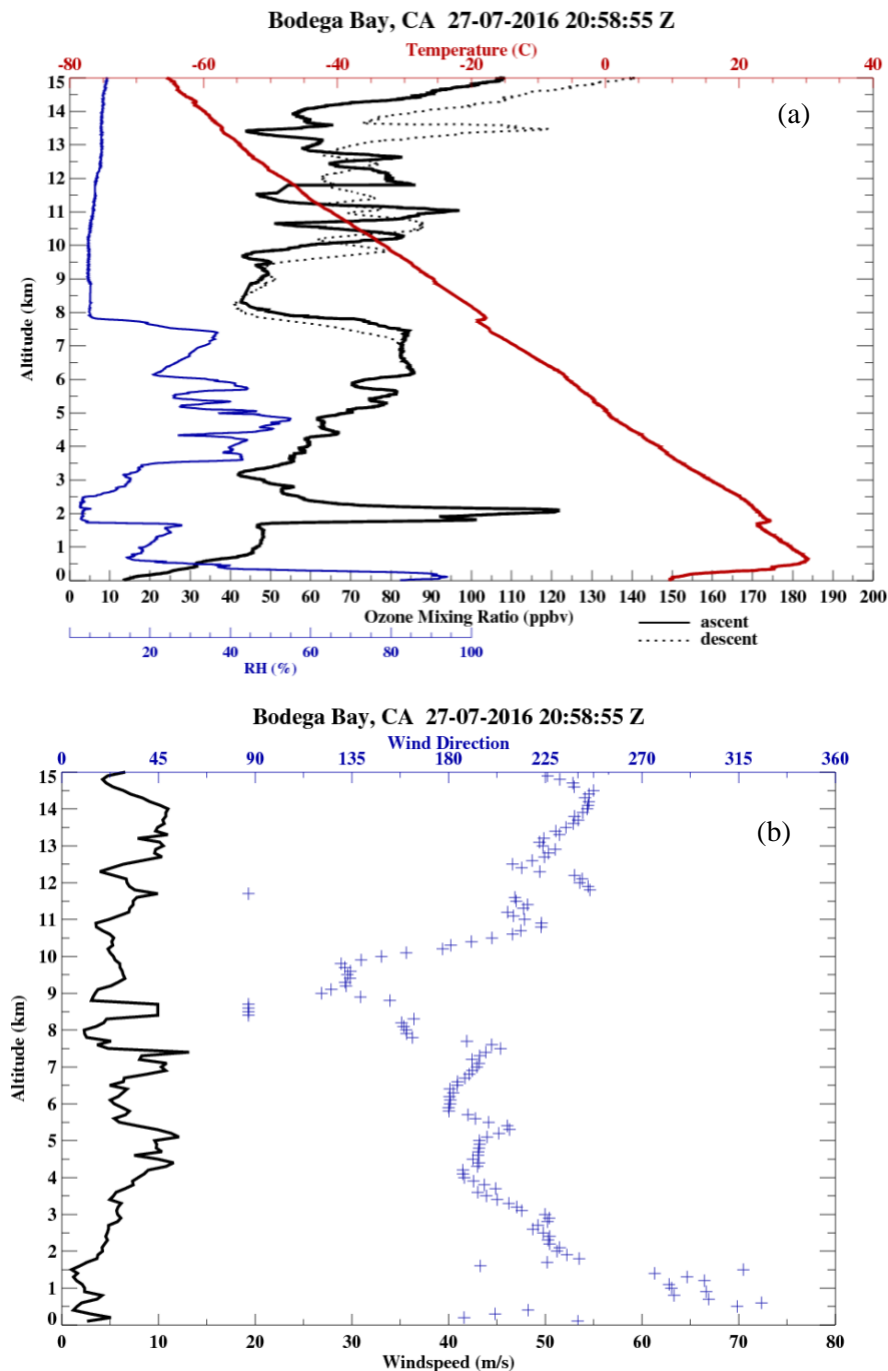 Bodega Bay, CA 27-07-2016 20:58:55 Z
Temperature (C)
-80 -60 -40 -20 0 20 40
(a)
15
14
13
12
11
10
9
8
7
6
5
4
3
2
1
0
Altitude (km)
0 10 20 30 40 50 60 70 80 90 100 110 120 130 140 150 160 170 180 190 200
Ozone Mixing Ratio (ppbv)
ascent
descent
20 40 60 80 100
RH (%)
Bodega Bay, CA 27-07-2016 20:58:55 Z
Wind Direction
0 45 90 135 180 225 270 315 360
(b)
15
14
13
12
11
10
9
8
7
6
5
4
3
2
1
0
Altitude (km)
0 10 20 30 40 50 60 70 80
Windspeed (m/s)